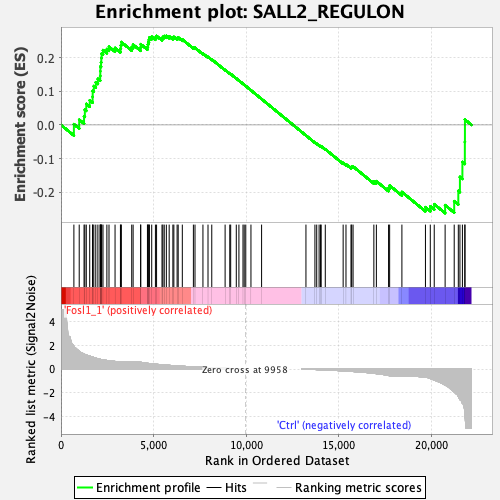 Enrichment plot: SALL2_REGULON
Enrichment score (ES)
0.2
0.1
0.0
-0.1
-0.2
'Fosl1_1' (positively correlated)
Ranked list metric (Signal2Noise)
4
2
0
-2
-4
Zero cross at 9958
'Ctrl' (negatively correlated)
0
5,000
10,000
15,000
20,000
Rank in Ordered Dataset
Enrichment profile
Hits
Ranking metric scores